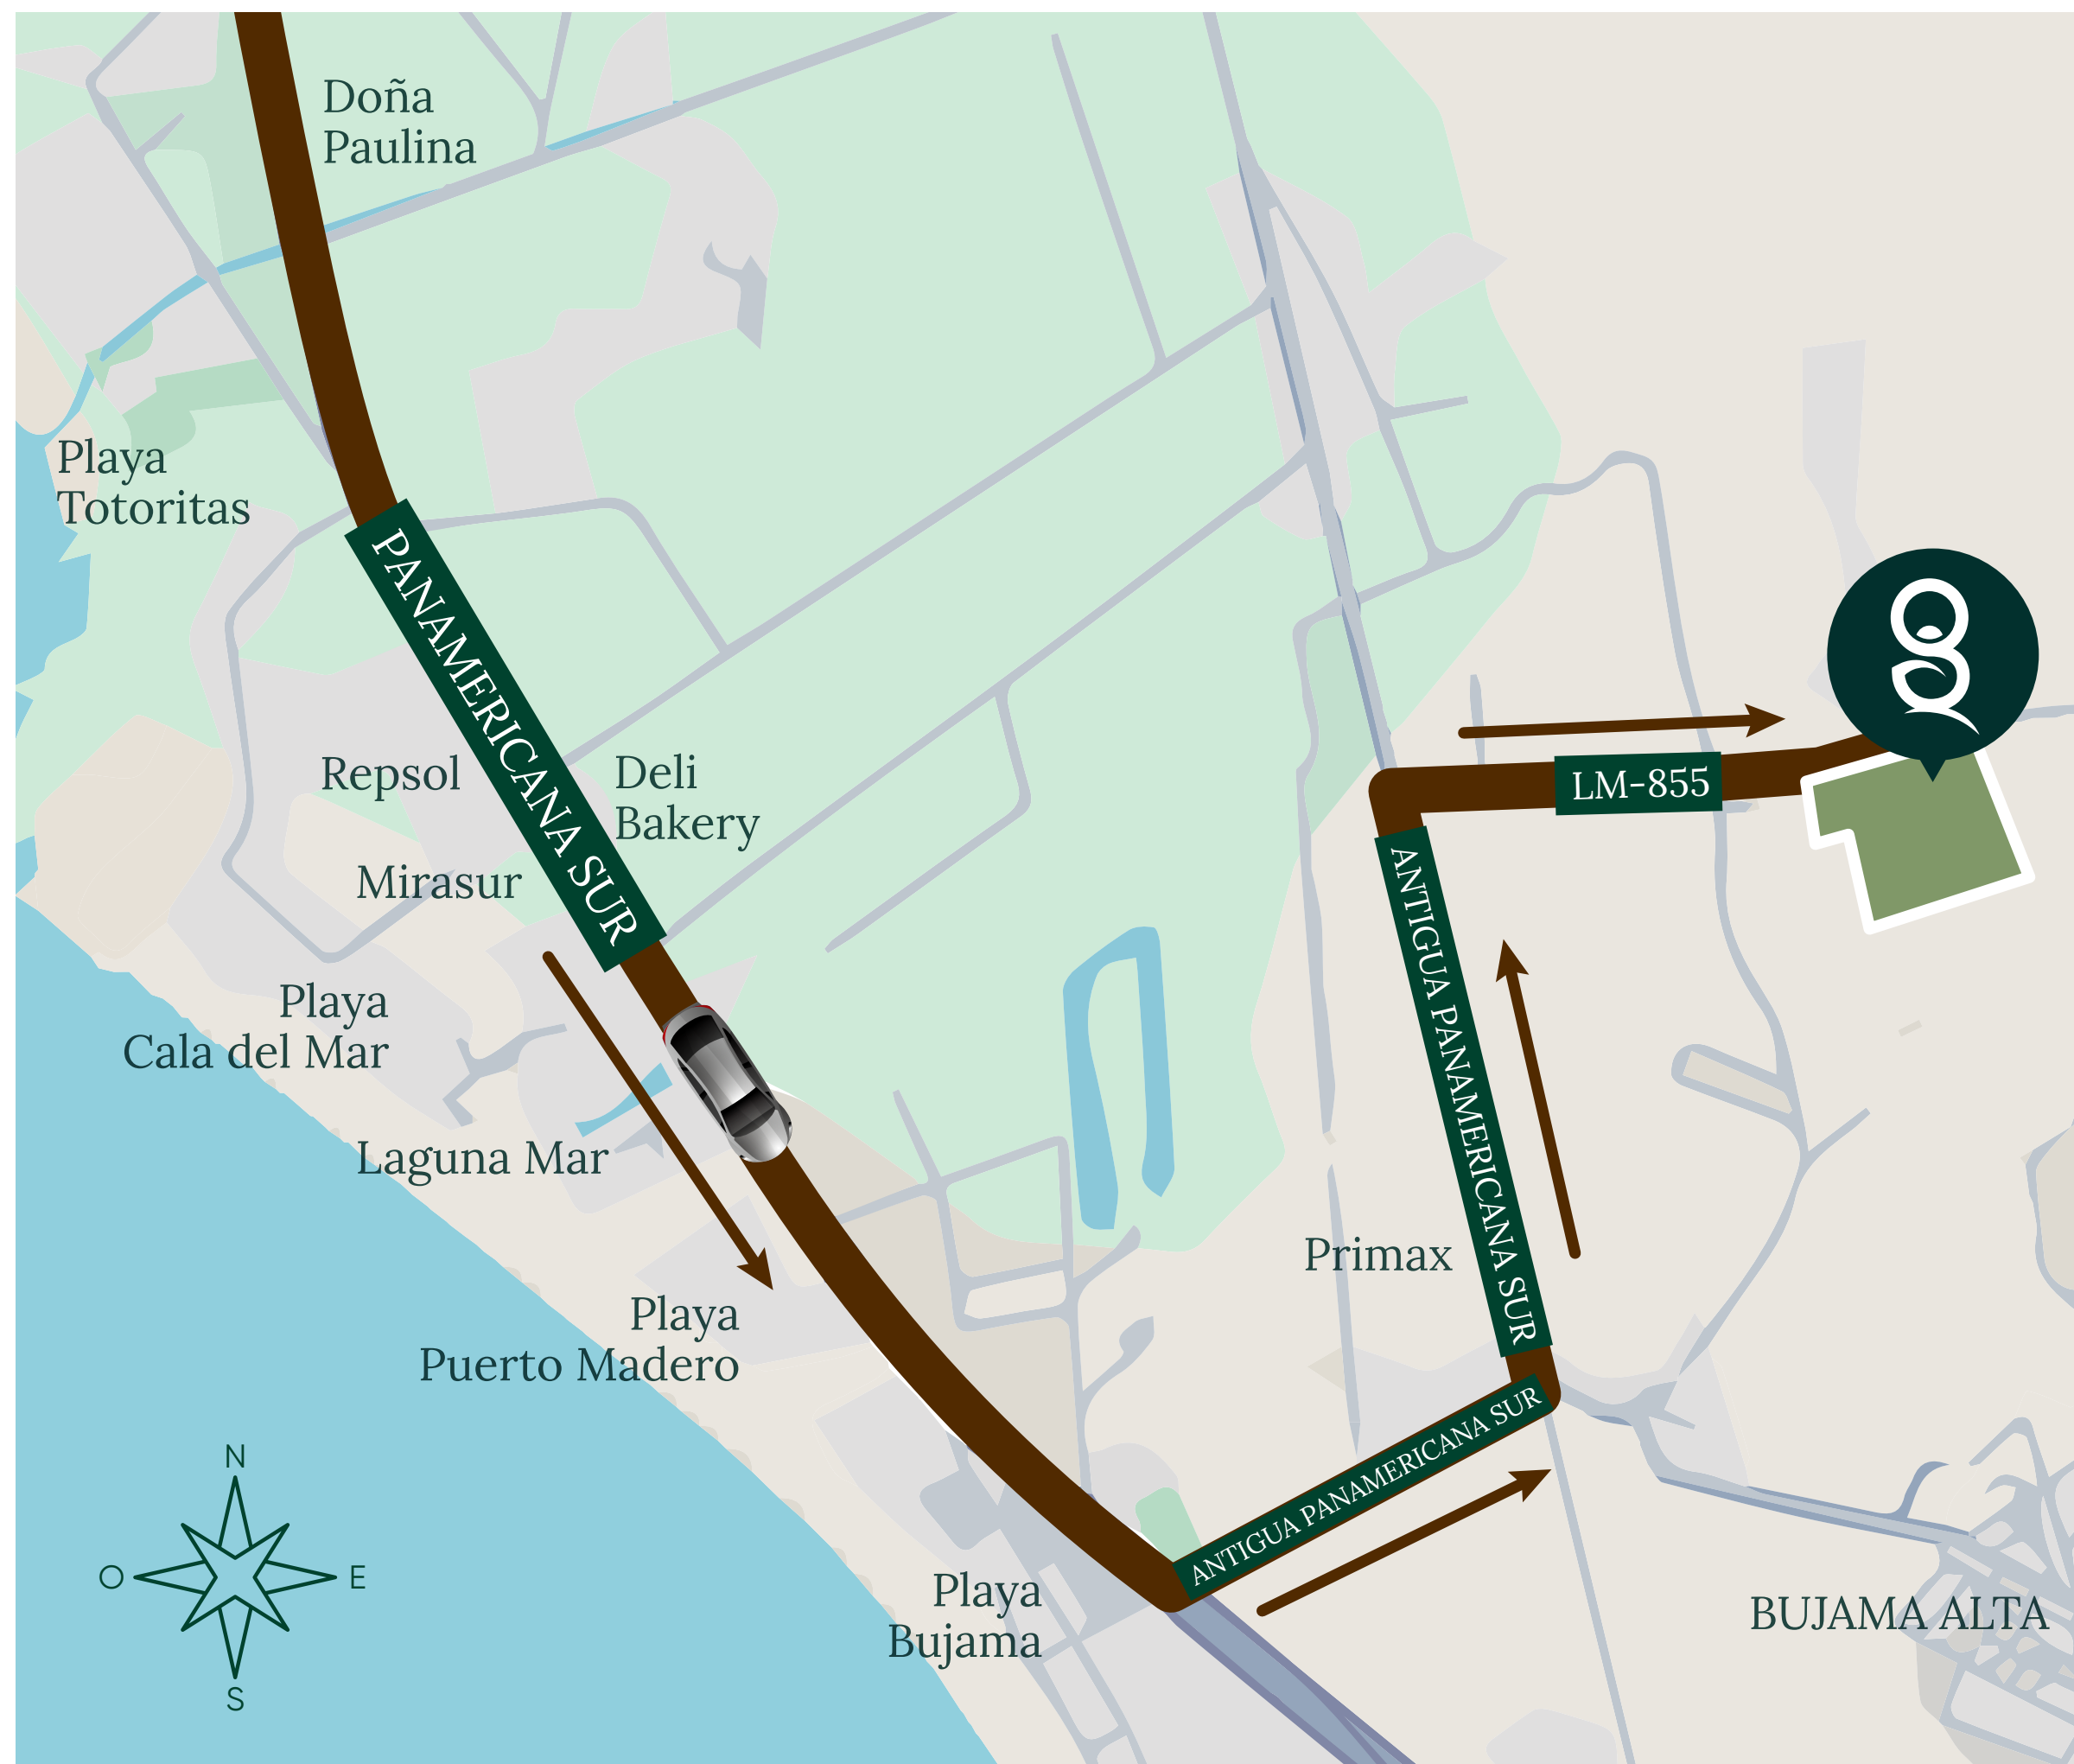 Doña
Paulina
Playa
Totoritas
PANAMERICANA SUR
Repsol
Deli
Bakery
LM-855
Mirasur
ANTIGUA PANAMERICANA SUR
Playa
Cala del Mar
Laguna Mar
Primax
Playa
Puerto Madero
ANTIGUA PANAMERICANA SUR
N
O
E
S
Playa
Bujama
BUJAMA ALTA